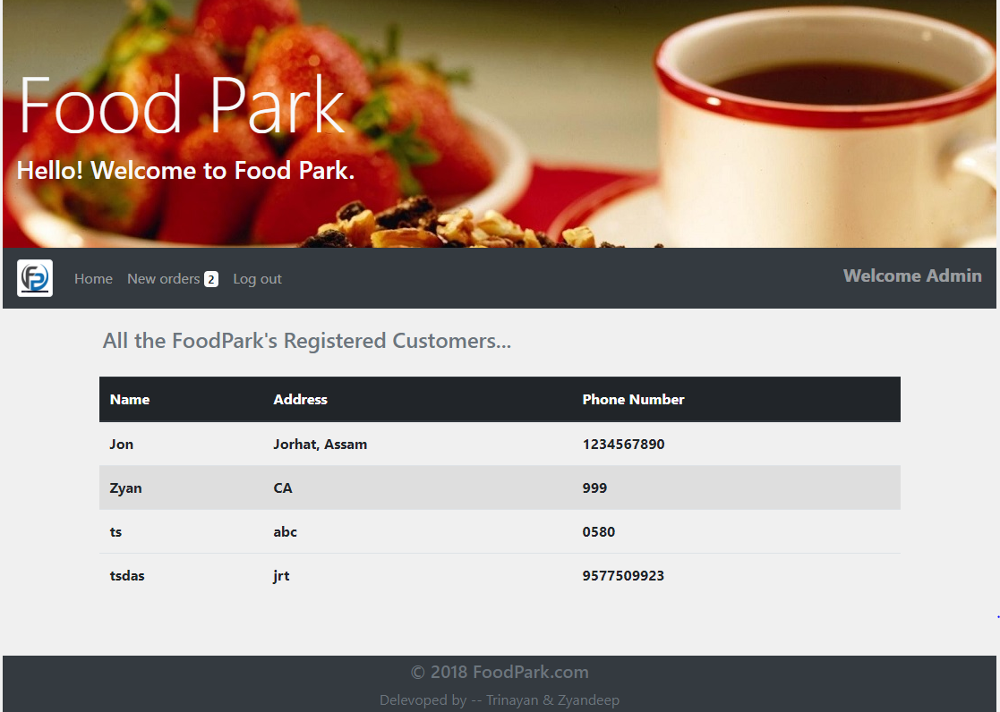 Food Park
Hello! Welcome to Food Park.
FP Home New orders 2 Log out Welcome Admin
All the FoodPark's Registered Customers...
Name Address Phone Number
Jon Jorhat, Assam 1234567890
Zyan CA 999
ts abc 0580
tsdas jrt 9577509923
© 2018 FoodPark.com
Delevoped by -- Trinayan & Zyandeep